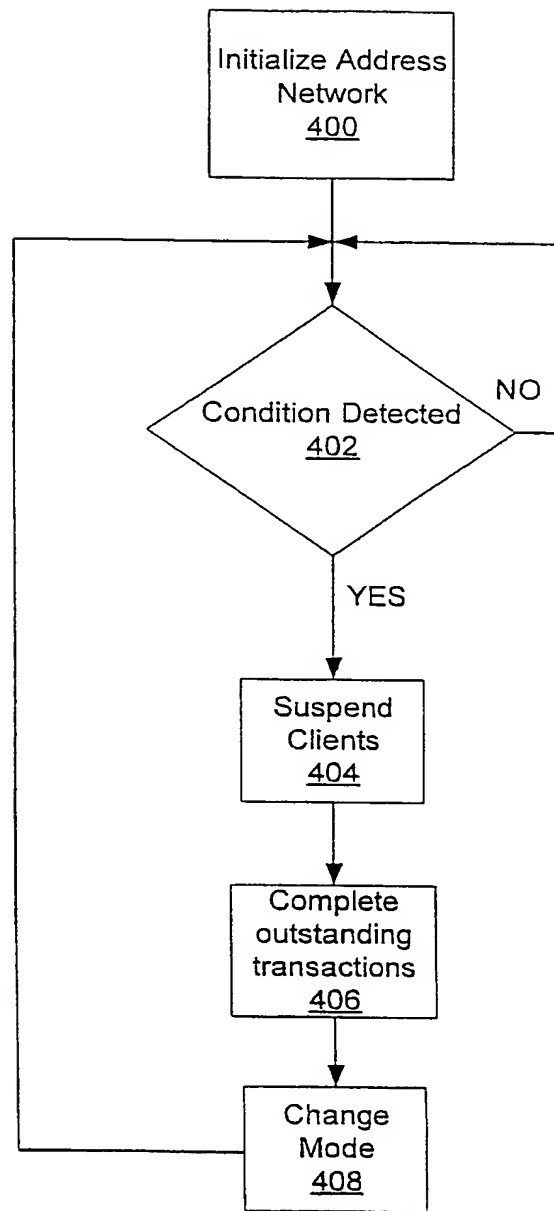 Initialize Address
Network
400
Condition Detected
402
NO
YES
Suspend
Clients
404
Complete
outstanding
transactions
406
Change
Mode
408